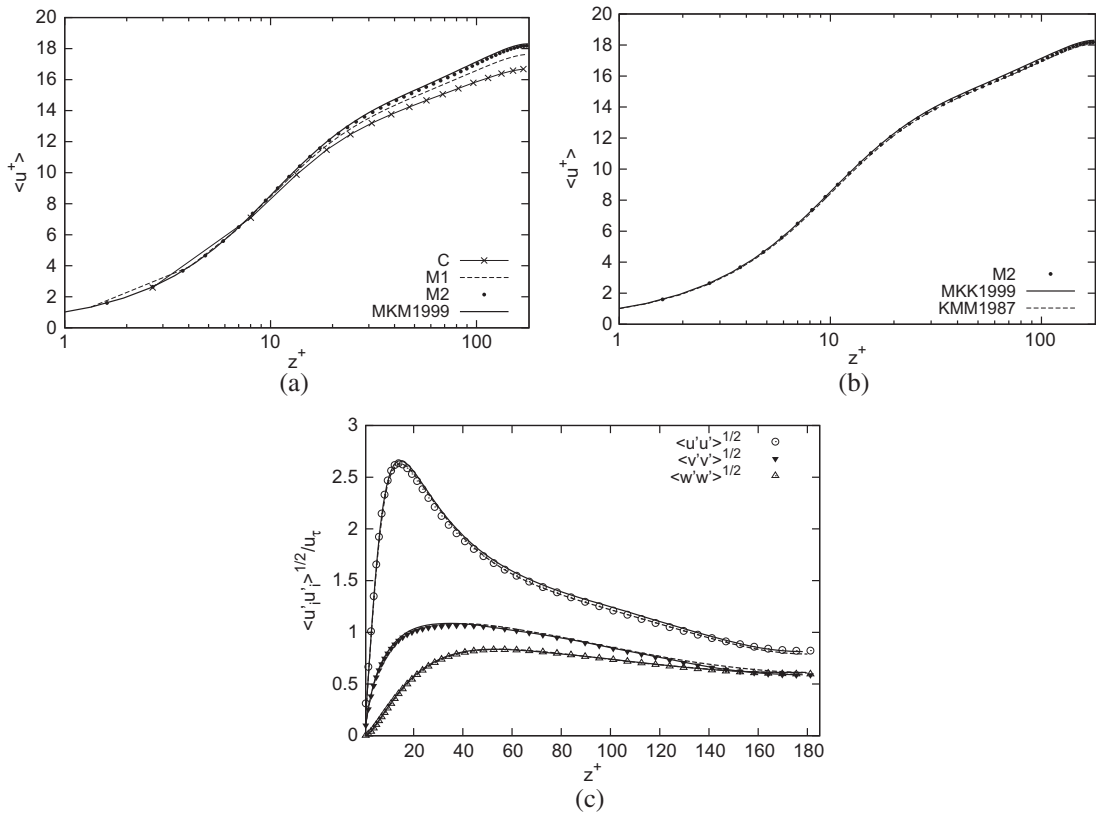 20
18
16
14
12
10
8
6
4
2
0
<u⁺>
C
M1
M2
MKM1999
1 10 100
z⁺
(a)
20
18
16
14
12
10
8
6
4
2
0
<u⁺>
M2
MKK1999
KMM1987
1 10 100
z⁺
(b)
3
2.5
2
1.5
1
0.5
0
<u'ᵢu'ᵢ>^1/2/u_τ
<u'u'>^1/2
<v'v'>^1/2
<w'w'>^1/2
20 40 60 80 100 120 140 160 180
z⁺
(c)